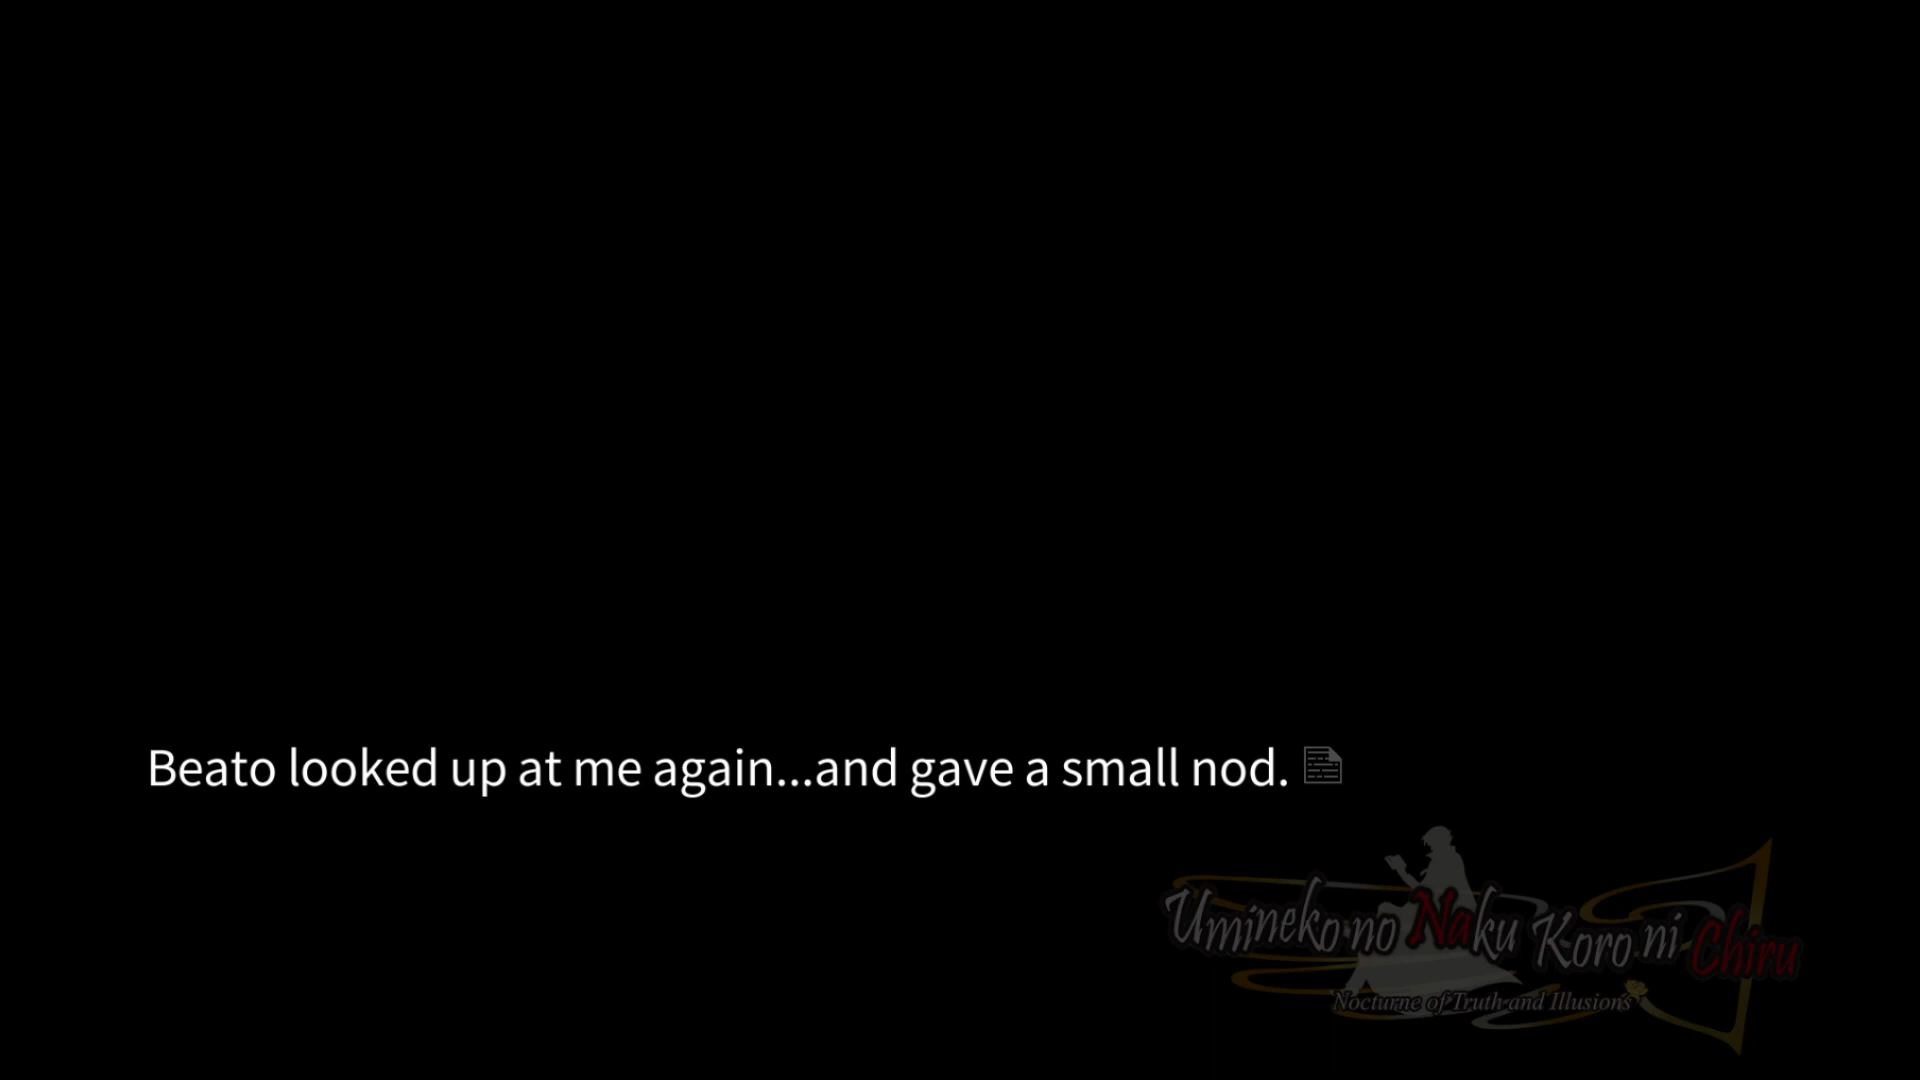 Beato looked up at me again...and gave a small nod.
Umineko no Naku Koro ni Chiru
Nocturne of Truth and Illusions